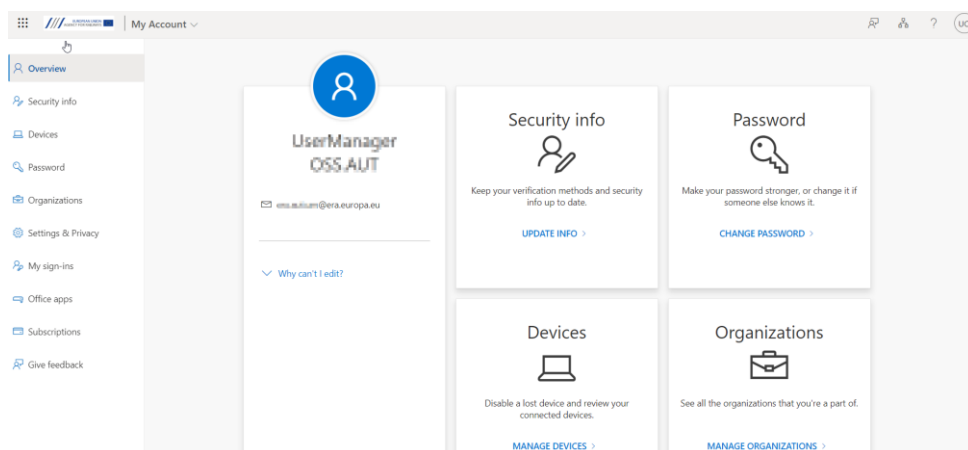 My Account
?
Overview
Security info
Devices
Password
Organizations
Settings & Privacy
My sign-ins
Office apps
Subscriptions
Give feedback
UserManager
OSS.AUT
@era.europa.eu
Why can't I edit?
Security info
Keep your verification methods and security
info up to date.
UPDATE INFO >
Password
Make your password stronger, or change it if
someone else knows it.
CHANGE PASSWORD >
Devices
Disable a lost device and review your
connected devices.
MANAGE DEVICES >
Organizations
See all the organizations that you're a part of.
MANAGE ORGANIZATIONS >